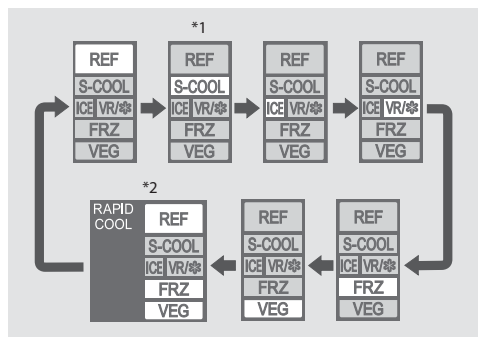 *1
REF
S-COOL
ICE VR/❄
FRZ
VEG
REF
S-COOL
ICE VR/❄
FRZ
VEG
REF
S-COOL
ICE VR/❄
FRZ
VEG
REF
S-COOL
ICE VR/❄
FRZ
VEG
*2
RAPID
COOL
REF
S-COOL
ICE VR/❄
FRZ
VEG
REF
S-COOL
ICE VR/❄
FRZ
VEG
REF
S-COOL
ICE VR/❄
FRZ
VEG